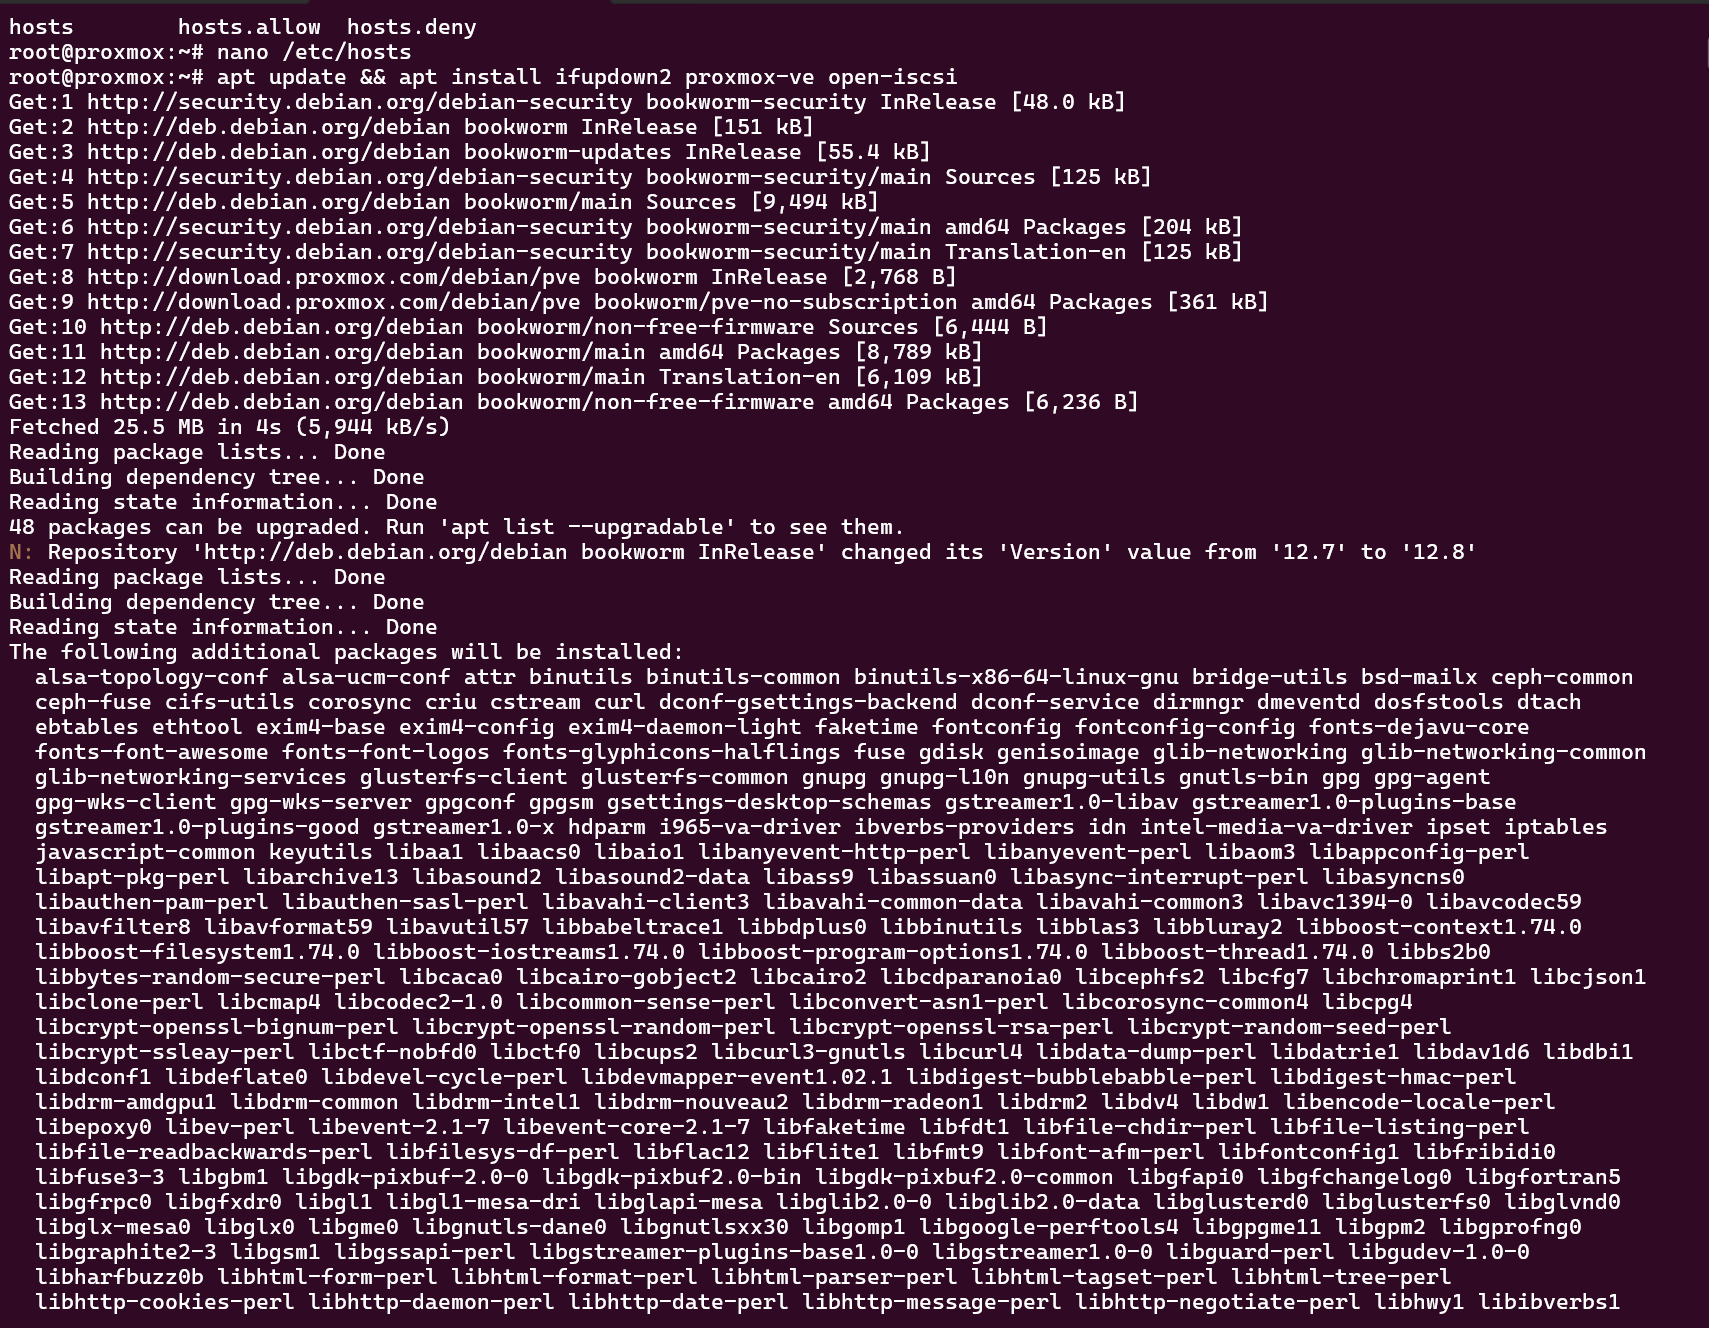 hosts        hosts.allow  hosts.deny
root@proxmox:~# nano /etc/hosts
root@proxmox:~# apt update && apt install ifupdown2 proxmox-ve open-iscsi
Get:1 http://security.debian.org/debian-security bookworm-security InRelease [48.0 kB]
Get:2 http://deb.debian.org/debian bookworm InRelease [151 kB]
Get:3 http://deb.debian.org/debian bookworm-updates InRelease [55.4 kB]
Get:4 http://security.debian.org/debian-security bookworm-security/main Sources [125 kB]
Get:5 http://deb.debian.org/debian bookworm/main Sources [9,494 kB]
Get:6 http://security.debian.org/debian-security bookworm-security/main amd64 Packages [204 kB]
Get:7 http://security.debian.org/debian-security bookworm-security/main Translation-en [125 kB]
Get:8 http://download.proxmox.com/debian/pve bookworm InRelease [2,768 B]
Get:9 http://download.proxmox.com/debian/pve bookworm/pve-no-subscription amd64 Packages [361 kB]
Get:10 http://deb.debian.org/debian bookworm/non-free-firmware Sources [6,444 B]
Get:11 http://deb.debian.org/debian bookworm/main amd64 Packages [8,789 kB]
Get:12 http://deb.debian.org/debian bookworm/main Translation-en [6,109 kB]
Get:13 http://deb.debian.org/debian bookworm/non-free-firmware amd64 Packages [6,236 B]
Fetched 25.5 MB in 4s (5,944 kB/s)
Reading package lists... Done
Building dependency tree... Done
Reading state information... Done
48 packages can be upgraded. Run 'apt list --upgradable' to see them.
N: Repository 'http://deb.debian.org/debian bookworm InRelease' changed its 'Version' value from '12.7' to '12.8'
Reading package lists... Done
Building dependency tree... Done
Reading state information... Done
The following additional packages will be installed:
  alsa-topology-conf alsa-ucm-conf attr binutils binutils-common binutils-x86-64-linux-gnu bridge-utils bsd-mailx ceph-common
  ceph-fuse cifs-utils corosync criu cstream curl dconf-gsettings-backend dconf-service dirmngr dmeventd dosfstools dtach
  ebtables ethtool exim4-base exim4-config exim4-daemon-light faketime fontconfig fontconfig-config fonts-dejavu-core
  fonts-font-awesome fonts-font-logos fonts-glyphicons-halflings fuse gdisk genisoimage glib-networking glib-networking-common
  glib-networking-services glusterfs-client glusterfs-common gnupg gnupg-l10n gnupg-utils gnutls-bin gpg gpg-agent
  gpg-wks-client gpg-wks-server gpgconf gpgsm gsettings-desktop-schemas gstreamer1.0-libav gstreamer1.0-plugins-base
  gstreamer1.0-plugins-good gstreamer1.0-x hdparm i965-va-driver ibverbs-providers idn intel-media-va-driver ipset iptables
  javascript-common keyutils libaa1 libaacs0 libaio1 libanyevent-http-perl libanyevent-perl libaom3 libappconfig-perl
  libapt-pkg-perl libarchive13 libasound2 libasound2-data libass9 libassuan0 libasync-interrupt-perl libasyncns0
  libauthen-pam-perl libauthen-sasl-perl libavahi-client3 libavahi-common-data libavahi-common3 libavc1394-0 libavcodec59
  libavfilter8 libavformat59 libavutil57 libbabeltrace1 libbdplus0 libbinutils libblas3 libbluray2 libboost-context1.74.0
  libboost-filesystem1.74.0 libboost-iostreams1.74.0 libboost-program-options1.74.0 libboost-thread1.74.0 libbs2b0
  libbytes-random-secure-perl libcaca0 libcairo-gobject2 libcairo2 libcdparanoia0 libcephfs2 libcfg7 libchromaprint1 libcjson1
  libclone-perl libcmap4 libcodec2-1.0 libcommon-sense-perl libconvert-asn1-perl libcorosync-common4 libcpg4
  libcrypt-openssl-bignum-perl libcrypt-openssl-random-perl libcrypt-openssl-rsa-perl libcrypt-random-seed-perl
  libcrypt-ssleay-perl libctf-nobfd0 libctf0 libcups2 libcurl3-gnutls libcurl4 libdata-dump-perl libdatrie1 libdav1d6 libdbi1
  libdconf1 libdeflate0 libdevel-cycle-perl libdevmapper-event1.02.1 libdigest-bubblebabble-perl libdigest-hmac-perl
  libdrm-amdgpu1 libdrm-common libdrm-intel1 libdrm-nouveau2 libdrm-radeon1 libdrm2 libdv4 libdw1 libencode-locale-perl
  libepoxy0 libev-perl libevent-2.1-7 libevent-core-2.1-7 libfaketime libfdt1 libfile-chdir-perl libfile-listing-perl
  libfile-readbackwards-perl libfilesys-df-perl libflac12 libflite1 libfmt9 libfont-afm-perl libfontconfig1 libfribidi0
  libfuse3-3 libgbm1 libgdk-pixbuf-2.0-0 libgdk-pixbuf2.0-bin libgdk-pixbuf2.0-common libgfapi0 libgfchangelog0 libgfortran5
  libgfrpc0 libgfxdr0 libgl1 libgl1-mesa-dri libglapi-mesa libglib2.0-0 libglib2.0-data libglusterd0 libglusterfs0 libglvnd0
  libglx-mesa0 libglx0 libgme0 libgnutls-dane0 libgnutlsxx30 libgomp1 libgoogle-perftools4 libgpgme11 libgpm2 libgprofng0
  libgraphite2-3 libgsm1 libgssapi-perl libgstreamer-plugins-base1.0-0 libgstreamer1.0-0 libguard-perl libgudev-1.0-0
  libharfbuzz0b libhtml-form-perl libhtml-format-perl libhtml-parser-perl libhtml-tagset-perl libhtml-tree-perl
  libhttp-cookies-perl libhttp-daemon-perl libhttp-date-perl libhttp-message-perl libhttp-negotiate-perl libhwy1 libibverbs1